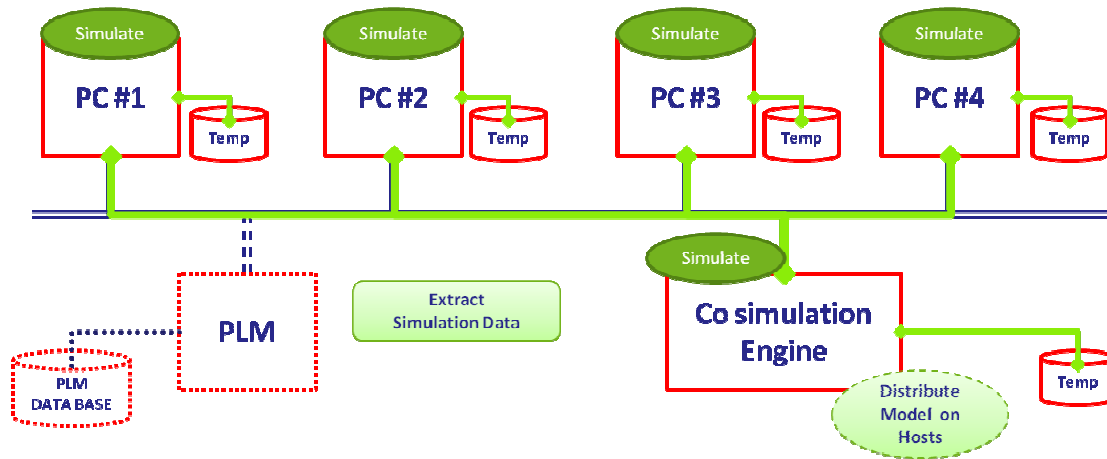 Simulate
Simulate
Simulate
Simulate
PC #1
PC #2
PC #3
PC #4
Temp
Temp
Temp
Temp
Simulate
Extract
Simulation Data
PLM
Co simulation
Engine
PLM
DATA BASE
Temp
Distribute
Model on
Hosts